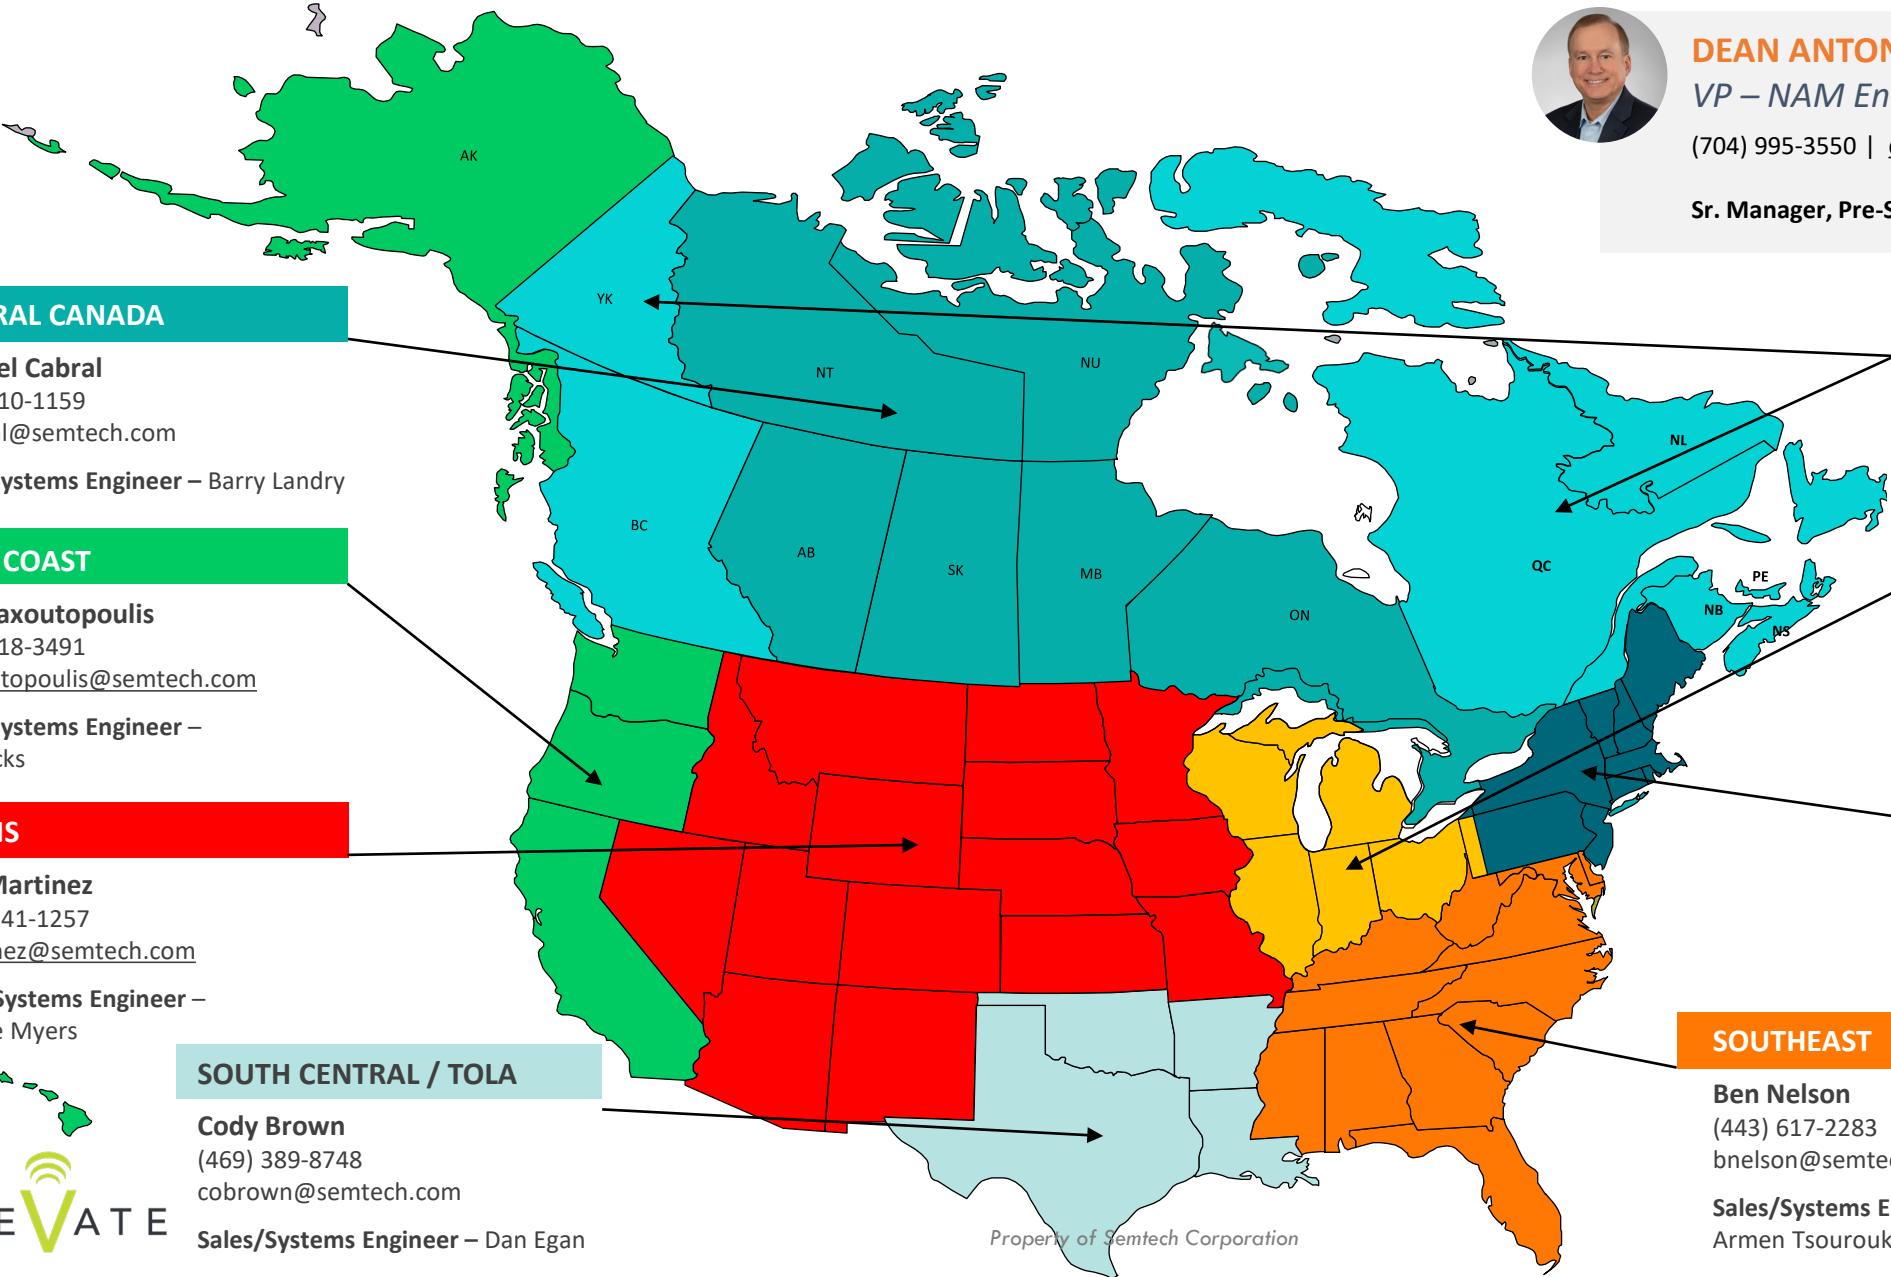 DEAN ANTON
VP – NAM En
(704) 995-3550 |
Sr. Manager, Pre-S
AK
YK
NT
NU
BC
AB
SK
MB
ON
QC
NL
PE
NB
NS
RAL CANADA
el Cabral
10-1159
al@semtech.com
ystems Engineer – Barry Landry
COAST
axoutopoulis
18-3491
topoulis@semtech.com
ystems Engineer –
cks
NS
Martinez
41-1257
nez@semtech.com
Systems Engineer –
e Myers
SOUTH CENTRAL / TOLA
Cody Brown
(469) 389-8748
cobrown@semtech.com
Sales/Systems Engineer – Dan Egan
EVATE
Property of Semtech Corporation
SOUTHEAST
Ben Nelson
(443) 617-2283
bnelson@semtec
Sales/Systems E
Armen Tsourouk